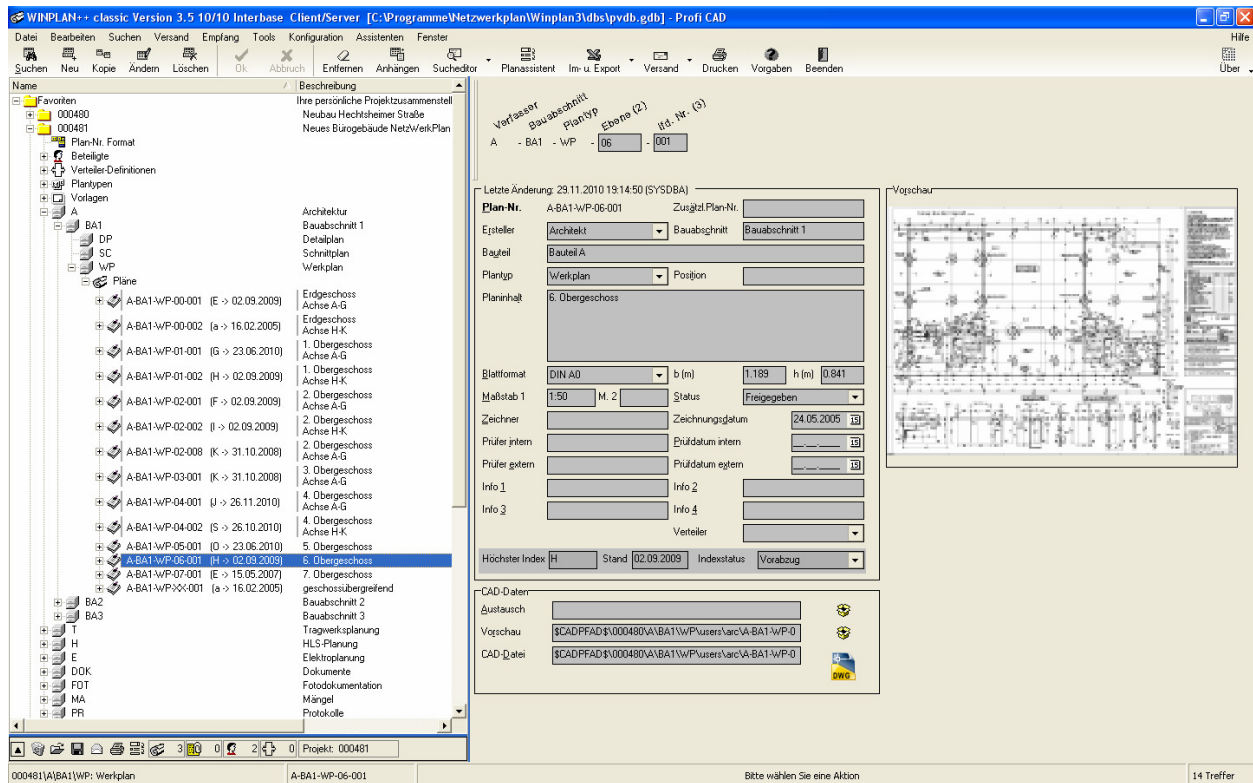 WINPLAN++ classic Version 3.5 10/10 Interbase Client/Server [C:\Programme\Netzwerkplan\Winplan3\dbs\pvdb.gdb] - Profi CAD
Datei Bearbeiten Suchen Versand Empfang Tools Konfiguration Assistenten Fenster Hilfe
Suchen Neu Kopie Ändern Löschen Ok Abbruch Entfernen Anhängen Sucheditor Planassistent Im- u. Export Versand Drucken Vorgaben Beenden Über
Name Beschreibung
Favoriten Ihre persönliche Projektzusammenstell
000480 Neubau Hechtsheimer Straße
000481 Neues Bürogebäude NetzWerkPlan
Plan-Nr. Format
Beteiligte
Verteiler-Definitionen
Plantypen
Vorlagen
A Architektur
BA1 Bauabschnitt 1
DP Detailplan
SC Schnittplan
WP Werkplan
Pläne
A-BA1-WP-00-001 (E -> 02.09.2009) Erdgeschoss
Achse A-G
A-BA1-WP-00-002 (a -> 16.02.2005) Erdgeschoss
Achse H-K
A-BA1-WP-01-001 (G -> 23.06.2010) 1. Obergeschoss
Achse A-G
A-BA1-WP-01-002 (H -> 02.09.2009) 1. Obergeschoss
Achse H-K
A-BA1-WP-02-001 (F -> 02.09.2009) 2. Obergeschoss
Achse A-G
A-BA1-WP-02-002 (I -> 02.09.2009) 2. Obergeschoss
Achse H-K
A-BA1-WP-02-008 (K -> 31.10.2008) 2. Obergeschoss
Achse A-G
A-BA1-WP-03-001 (K -> 31.10.2008) 3. Obergeschoss
Achse A-G
A-BA1-WP-04-001 (J -> 26.11.2010) 4. Obergeschoss
Achse A-G
A-BA1-WP-04-002 (S -> 26.10.2010) 4. Obergeschoss
Achse H-K
A-BA1-WP-05-001 (O -> 23.06.2010) 5. Obergeschoss
A-BA1-WP-06-001 (H -> 02.09.2009) 6. Obergeschoss
A-BA1-WP-07-001 (E -> 15.05.2007) 7. Obergeschoss
A-BA1-WP-XX-001 (a -> 16.02.2005) geschossübergreifend
BA2 Bauabschnitt 2
BA3 Bauabschnitt 3
T Tragwerksplanung
H HLS-Planung
E Elektroplanung
DOK Dokumente
FOT Fotodokumentation
MA Mängel
PR Protokolle
3 0 2 0 Projekt: 000481
Verfasser Bauabschnitt Plantyp Ebene (2) lfd. Nr. (3)
A - BA1 - WP - 06 - 001
Letzte Änderung: 29.11.2010 19:14:50 (SYSDBA)
Plan-Nr. A-BA1-WP-06-001 Zusätzl.Plan-Nr.
Ersteller Architekt Bauabschnitt Bauabschnitt 1
Bauteil Bauteil A
Plantyp Werkplan Position
Planinhalt 6. Obergeschoss
Blattformat DIN A0 b (m) 1.189 h (m) 0.841
Maßstab 1 1:50 M. 2 Status Freigegeben
Zeichner Zeichnungsdatum 24.05.2005 15
Prüfer intern Prüfdatum intern __.__.____ 15
Prüfer extern Prüfdatum extern __.__.____ 15
Info 1 Info 2
Info 3 Info 4
Verteiler
Höchster Index H Stand 02.09.2009 Indexstatus Vorabzug
CAD-Daten
Austausch
Vorschau $CADPFAD$\000480\A\BA1\WP\users\arc\A-BA1-WP-0
CAD-Datei $CADPFAD$\000480\A\BA1\WP\users\arc\A-BA1-WP-0
DWG
Vorschau
000481\A\BA1\WP: Werkplan A-BA1-WP-06-001 Bitte wählen Sie eine Aktion 14 Treffer